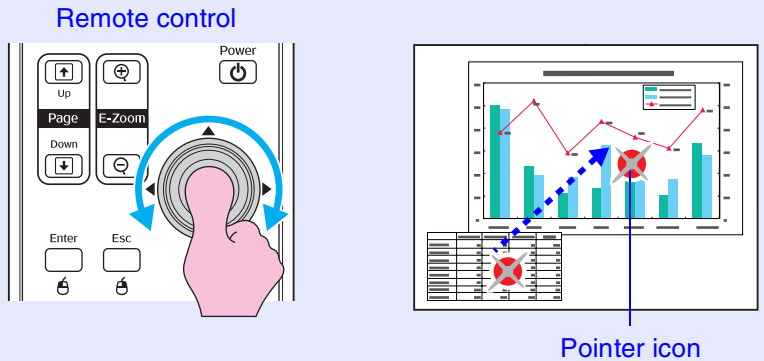 Remote control
Power
Up
Page
E-Zoom
Down
Enter
Esc
Pointer icon